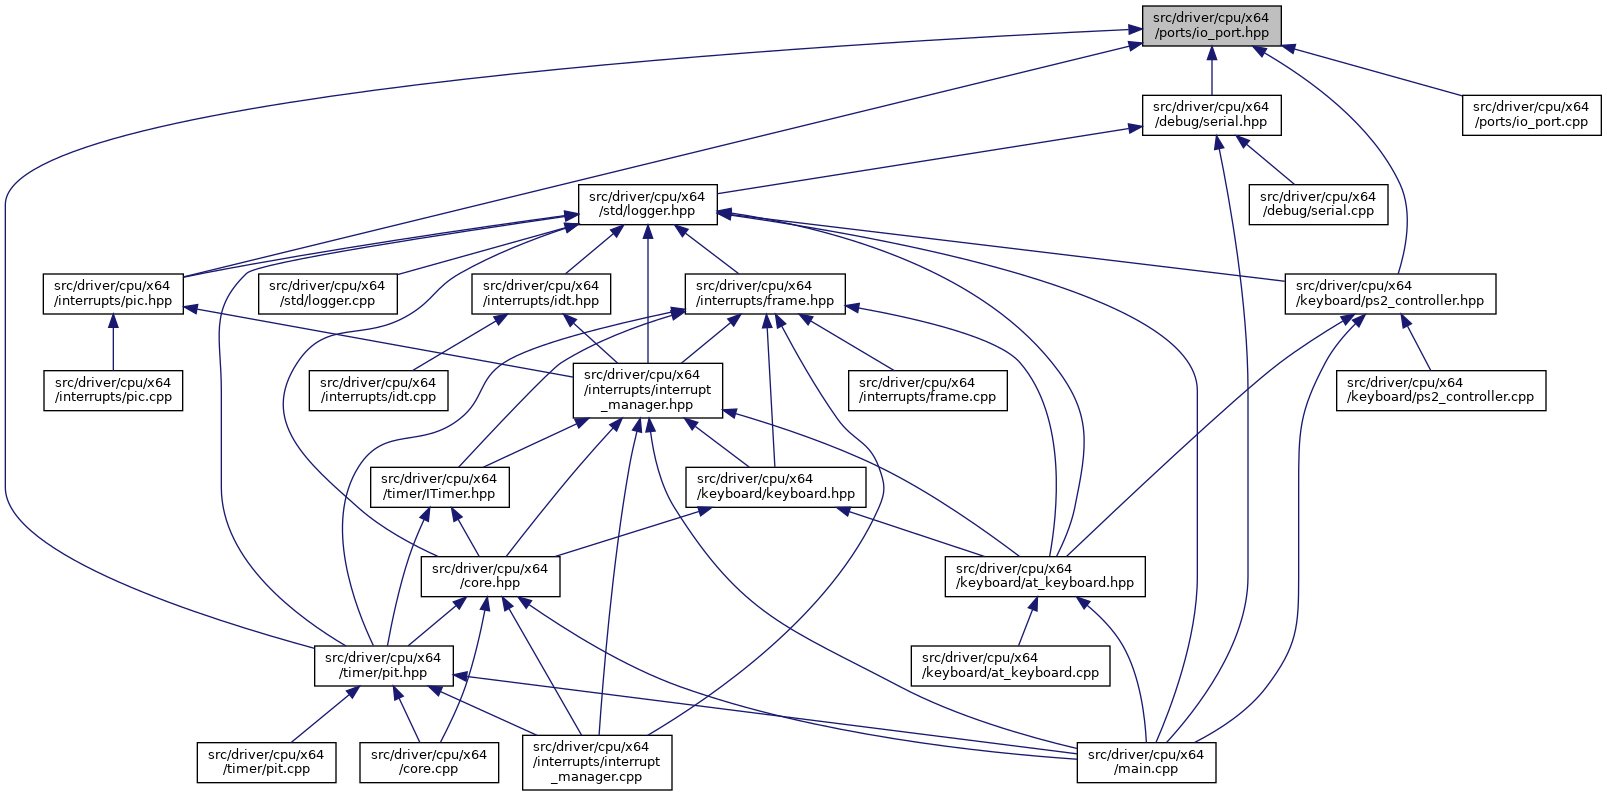 src/driver/cpu/x64
/ports/io_port.hpp
src/driver/cpu/x64
/debug/serial.hpp
src/driver/cpu/x64
/ports/io_port.cpp
src/driver/cpu/x64
/std/logger.hpp
src/driver/cpu/x64
/debug/serial.cpp
src/driver/cpu/x64
/interrupts/pic.hpp
src/driver/cpu/x64
/std/logger.cpp
src/driver/cpu/x64
/interrupts/idt.hpp
src/driver/cpu/x64
/interrupts/frame.hpp
src/driver/cpu/x64
/keyboard/ps2_controller.hpp
src/driver/cpu/x64
/interrupts/pic.cpp
src/driver/cpu/x64
/interrupts/idt.cpp
src/driver/cpu/x64
/interrupts/interrupt
_manager.hpp
src/driver/cpu/x64
/interrupts/frame.cpp
src/driver/cpu/x64
/keyboard/ps2_controller.cpp
src/driver/cpu/x64
/timer/ITimer.hpp
src/driver/cpu/x64
/keyboard/keyboard.hpp
src/driver/cpu/x64
/core.hpp
src/driver/cpu/x64
/keyboard/at_keyboard.hpp
src/driver/cpu/x64
/timer/pit.hpp
src/driver/cpu/x64
/keyboard/at_keyboard.cpp
src/driver/cpu/x64
/timer/pit.cpp
src/driver/cpu/x64
/core.cpp
src/driver/cpu/x64
/interrupts/interrupt
_manager.cpp
src/driver/cpu/x64
/main.cpp